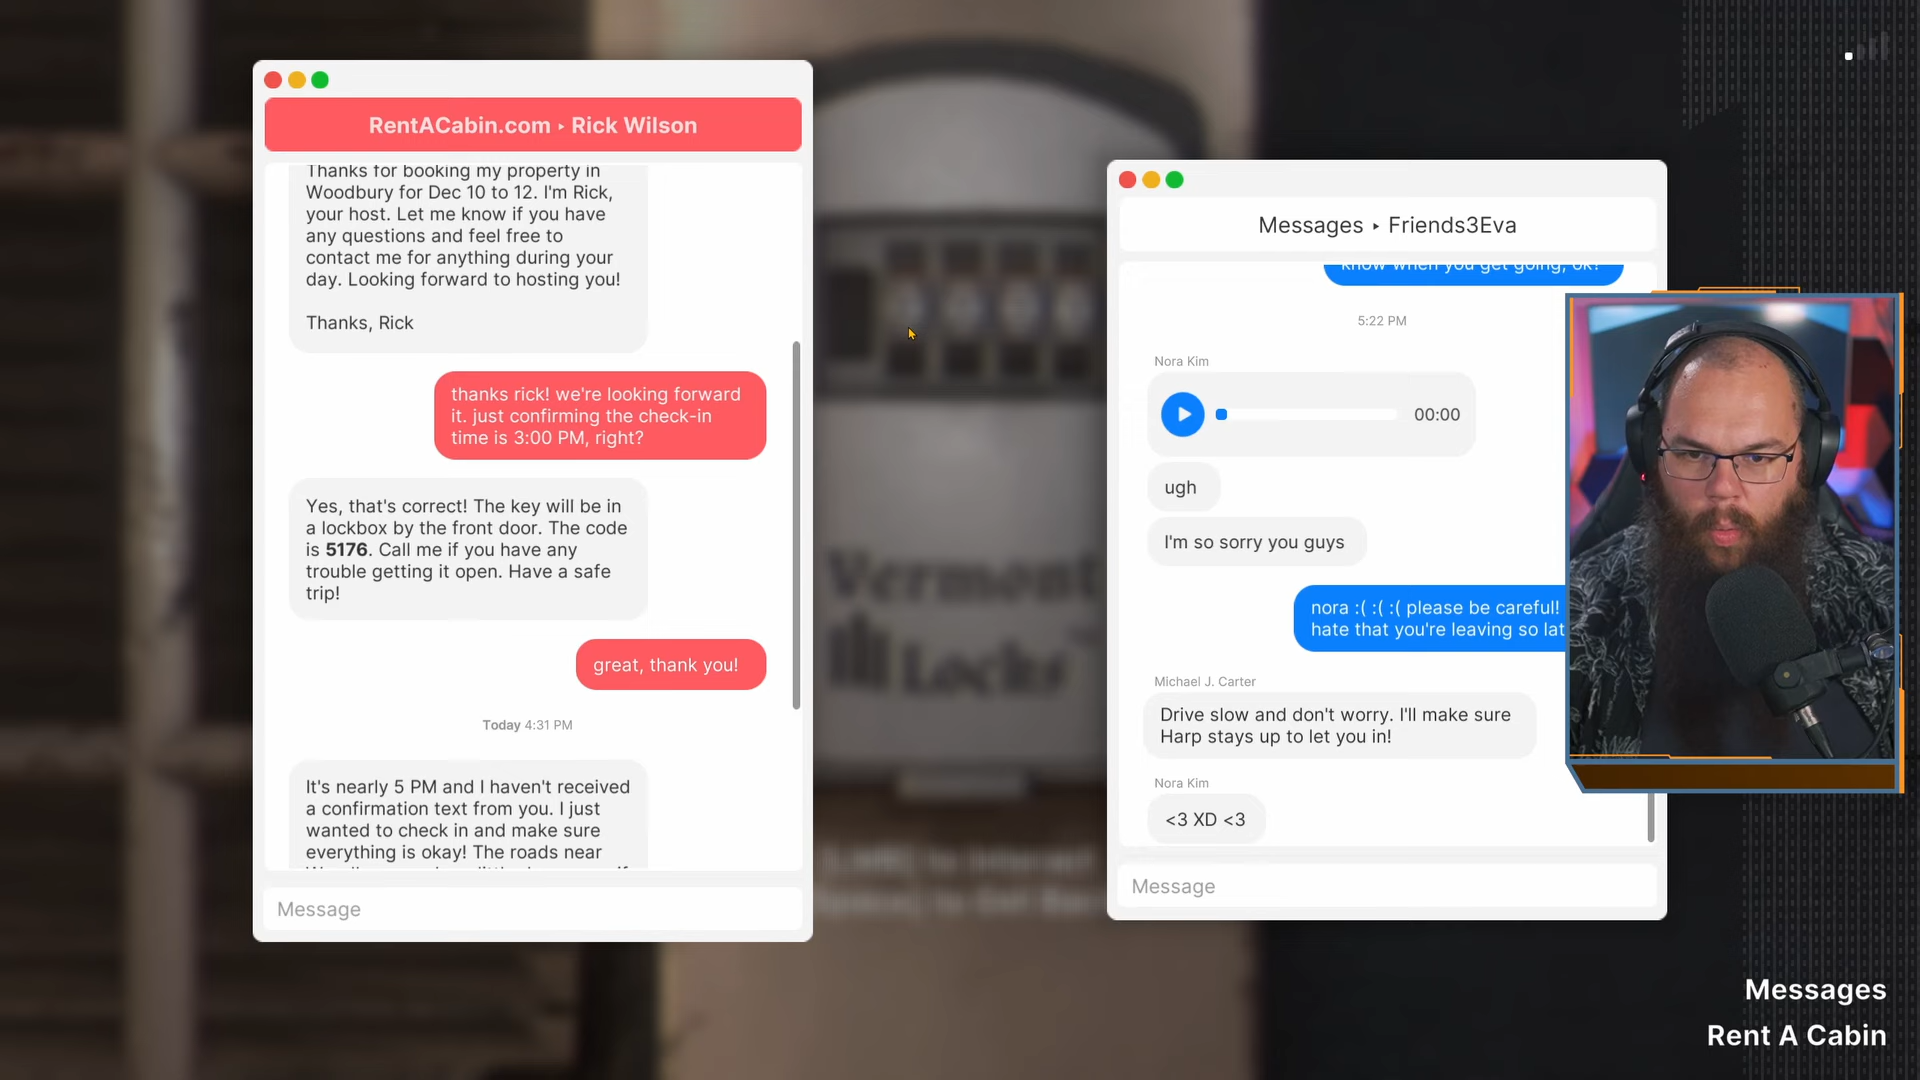 RentACabin.com ▸ Rick Wilson
Thanks for booking my property in
Woodbury for Dec 10 to 12. I'm Rick,
your host. Let me know if you have
any questions and feel free to
contact me for anything during your
day. Looking forward to hosting you!
Thanks, Rick
thanks rick! we're looking forward
it. just confirming the check-in
time is 3:00 PM, right?
Yes, that's correct! The key will be in
a lockbox by the front door. The code
is 5176. Call me if you have any
trouble getting it open. Have a safe
trip!
great, thank you!
Today 4:31 PM
It's nearly 5 PM and I haven't received
a confirmation text from you. I just
wanted to check in and make sure
everything is okay! The roads near
Message
Messages ▸ Friends3Eva
know when you get going, ok?
5:22 PM
Nora Kim
00:00
ugh
I'm so sorry you guys
nora :( :( :( please be careful!
hate that you're leaving so lat
Michael J. Carter
Drive slow and don't worry. I'll make sure
Harp stays up to let you in!
Nora Kim
<3 XD <3
Message
Vermont
Locks
Messages
Rent A Cabin